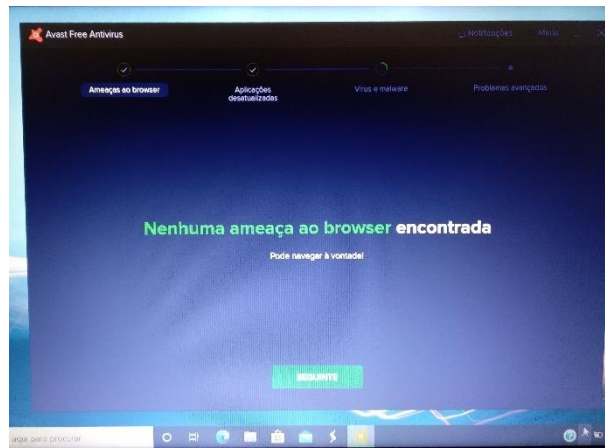 Avast Free Antivirus
Notificações Menu
Ameaças ao browser
Aplicações
desatualizadas
Vírus e malware
Problemas avançados
Nenhuma ameaça ao browser encontrada
Pode navegar à vontade!
SEGUINTE
aqui para procurar